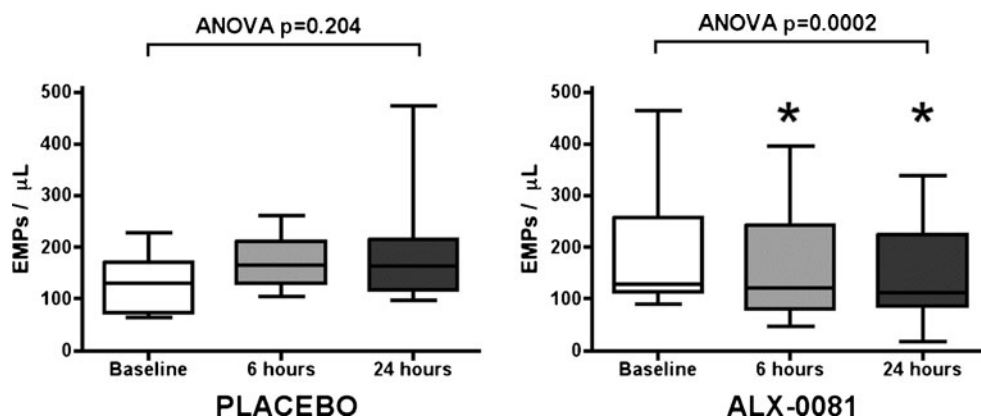 ANOVA p=0.204
EMPs / μL
500
400
300
200
100
0
Baseline
6 hours
24 hours
PLACEBO
ANOVA p=0.0002
EMPs / μL
500
400
300
200
100
0
*
*
Baseline
6 hours
24 hours
ALX-0081